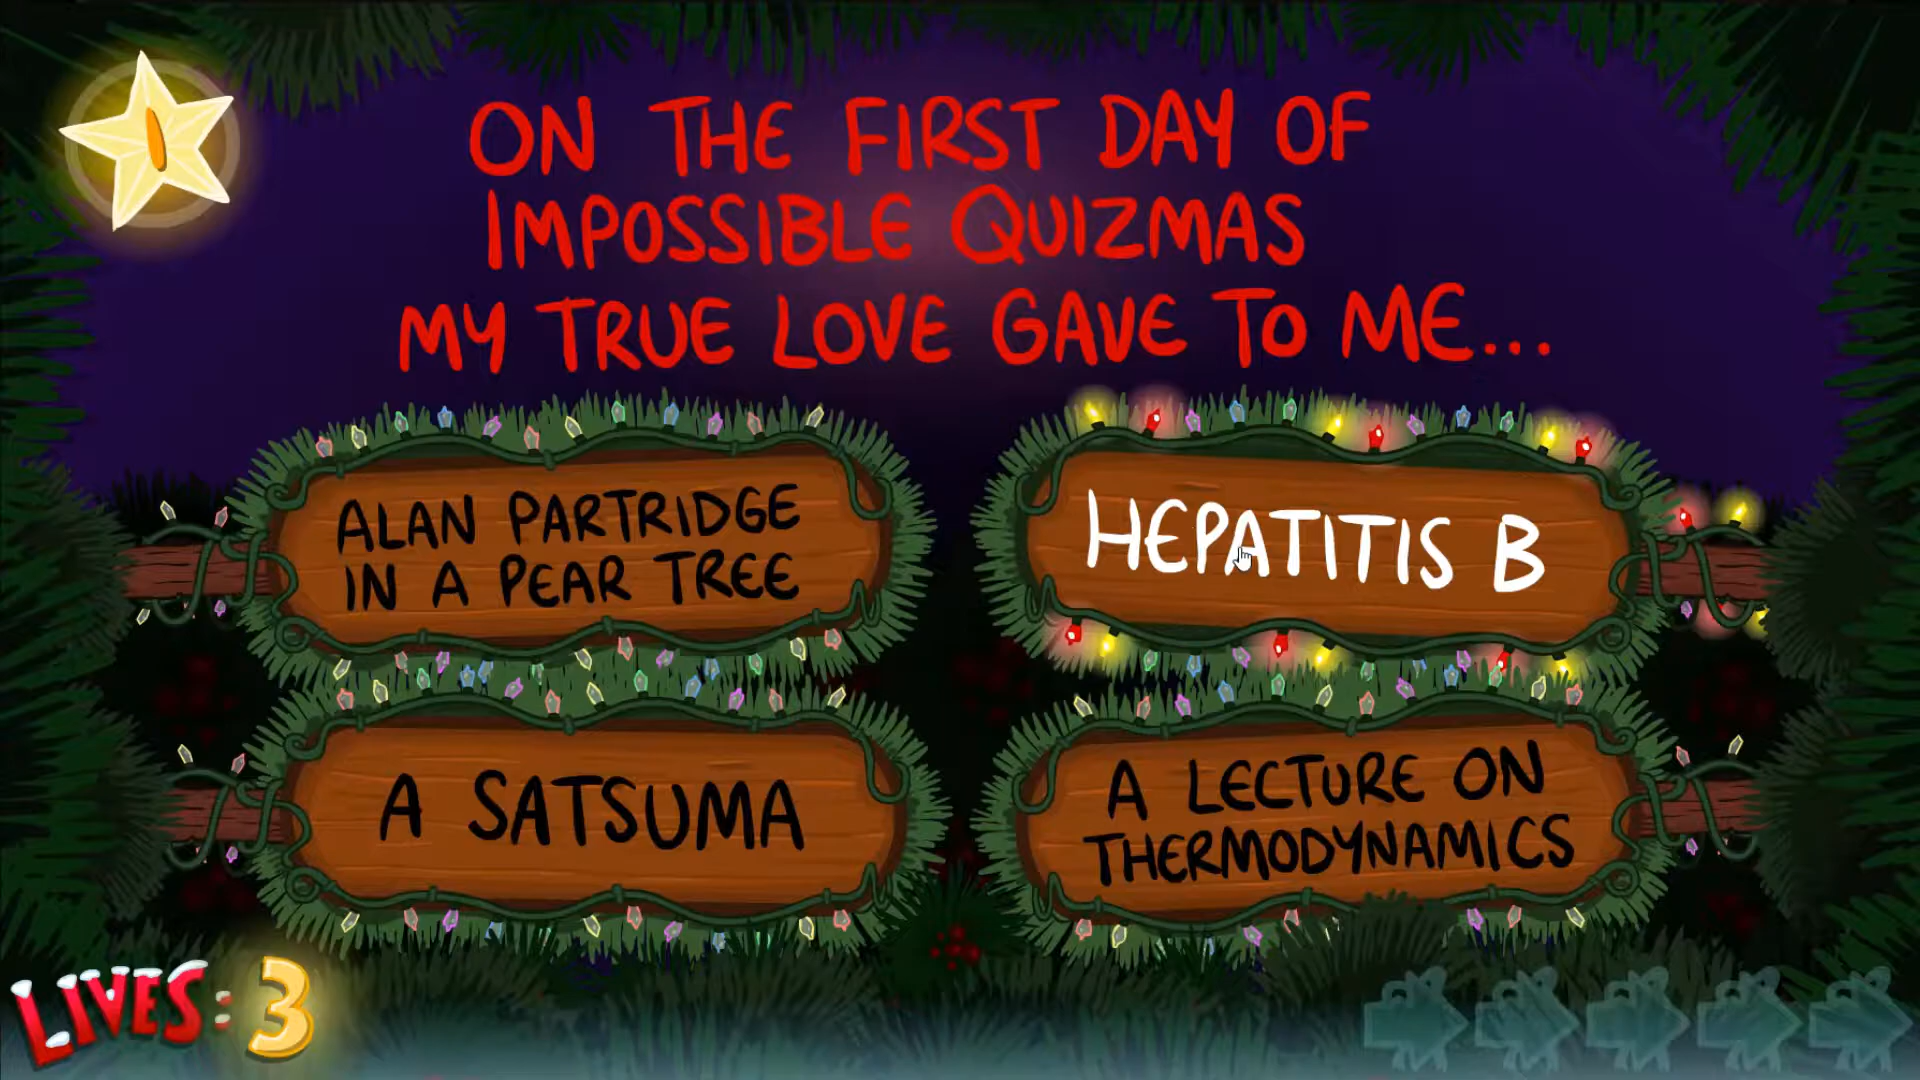 1
ON THE FIRST DAY OF
IMPOSSIBLE QUIZMAS
MY TRUE LOVE GAVE TO ME...
ALAN PARTRIDGE
IN A PEAR TREE
HEPATITIS B
A SATSUMA
A LECTURE ON
THERMODYNAMICS
LIVES: 3